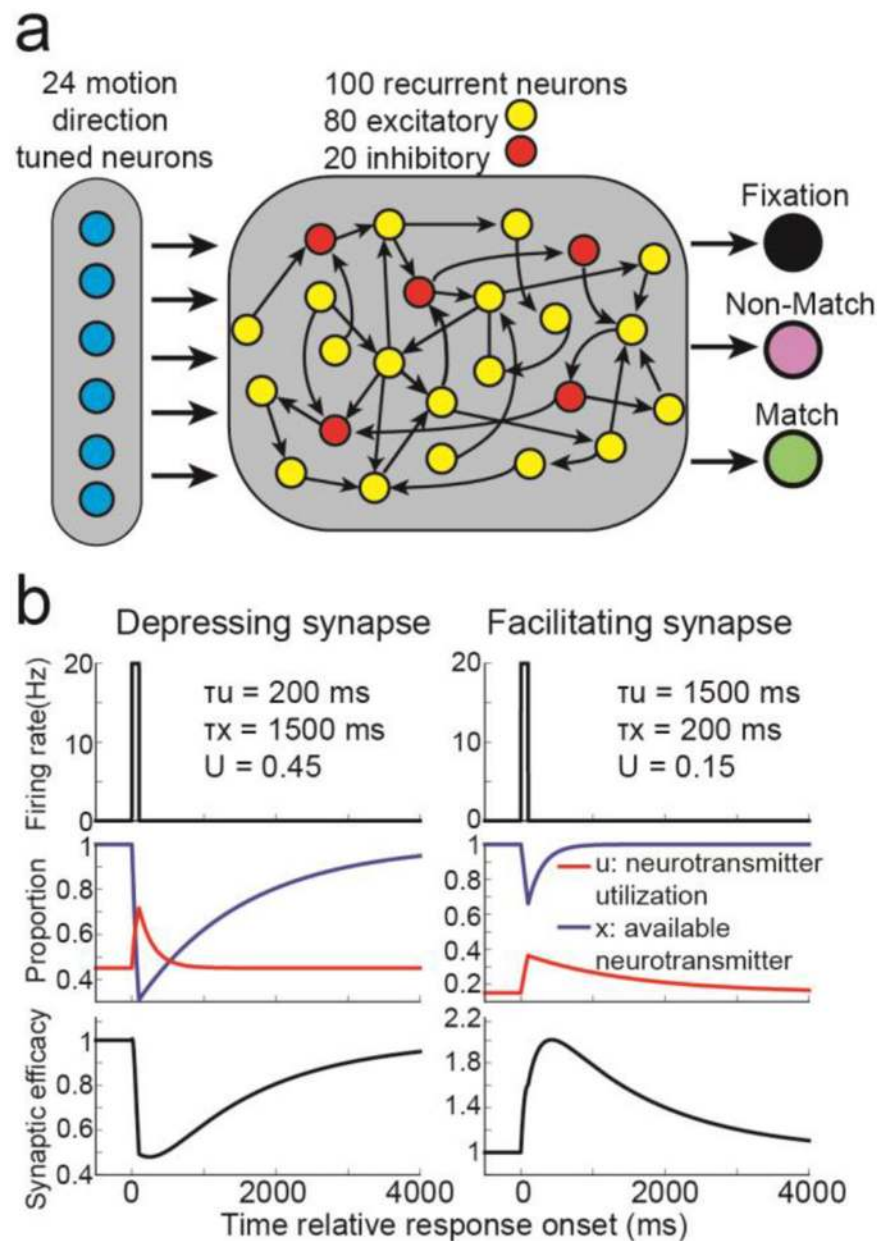 a
24 motion
direction
tuned neurons
100 recurrent neurons
80 excitatory
20 inhibitory
Fixation
Non-Match
Match
b
Depressing synapse
Facilitating synapse
Firing rate(Hz)
20
10
0
τu = 200 ms
τx = 1500 ms
U = 0.45
20
10
0
τu = 1500 ms
τx = 200 ms
U = 0.15
Proportion
1
0.8
0.6
0.4
1
0.8
0.6
0.4
0.2
u: neurotransmitter
utilization
x: available
neurotransmitter
Synaptic efficacy
1
0.8
0.6
0.4
2.2
1.8
1.4
1
0 2000 4000
0 2000 4000
Time relative response onset (ms)